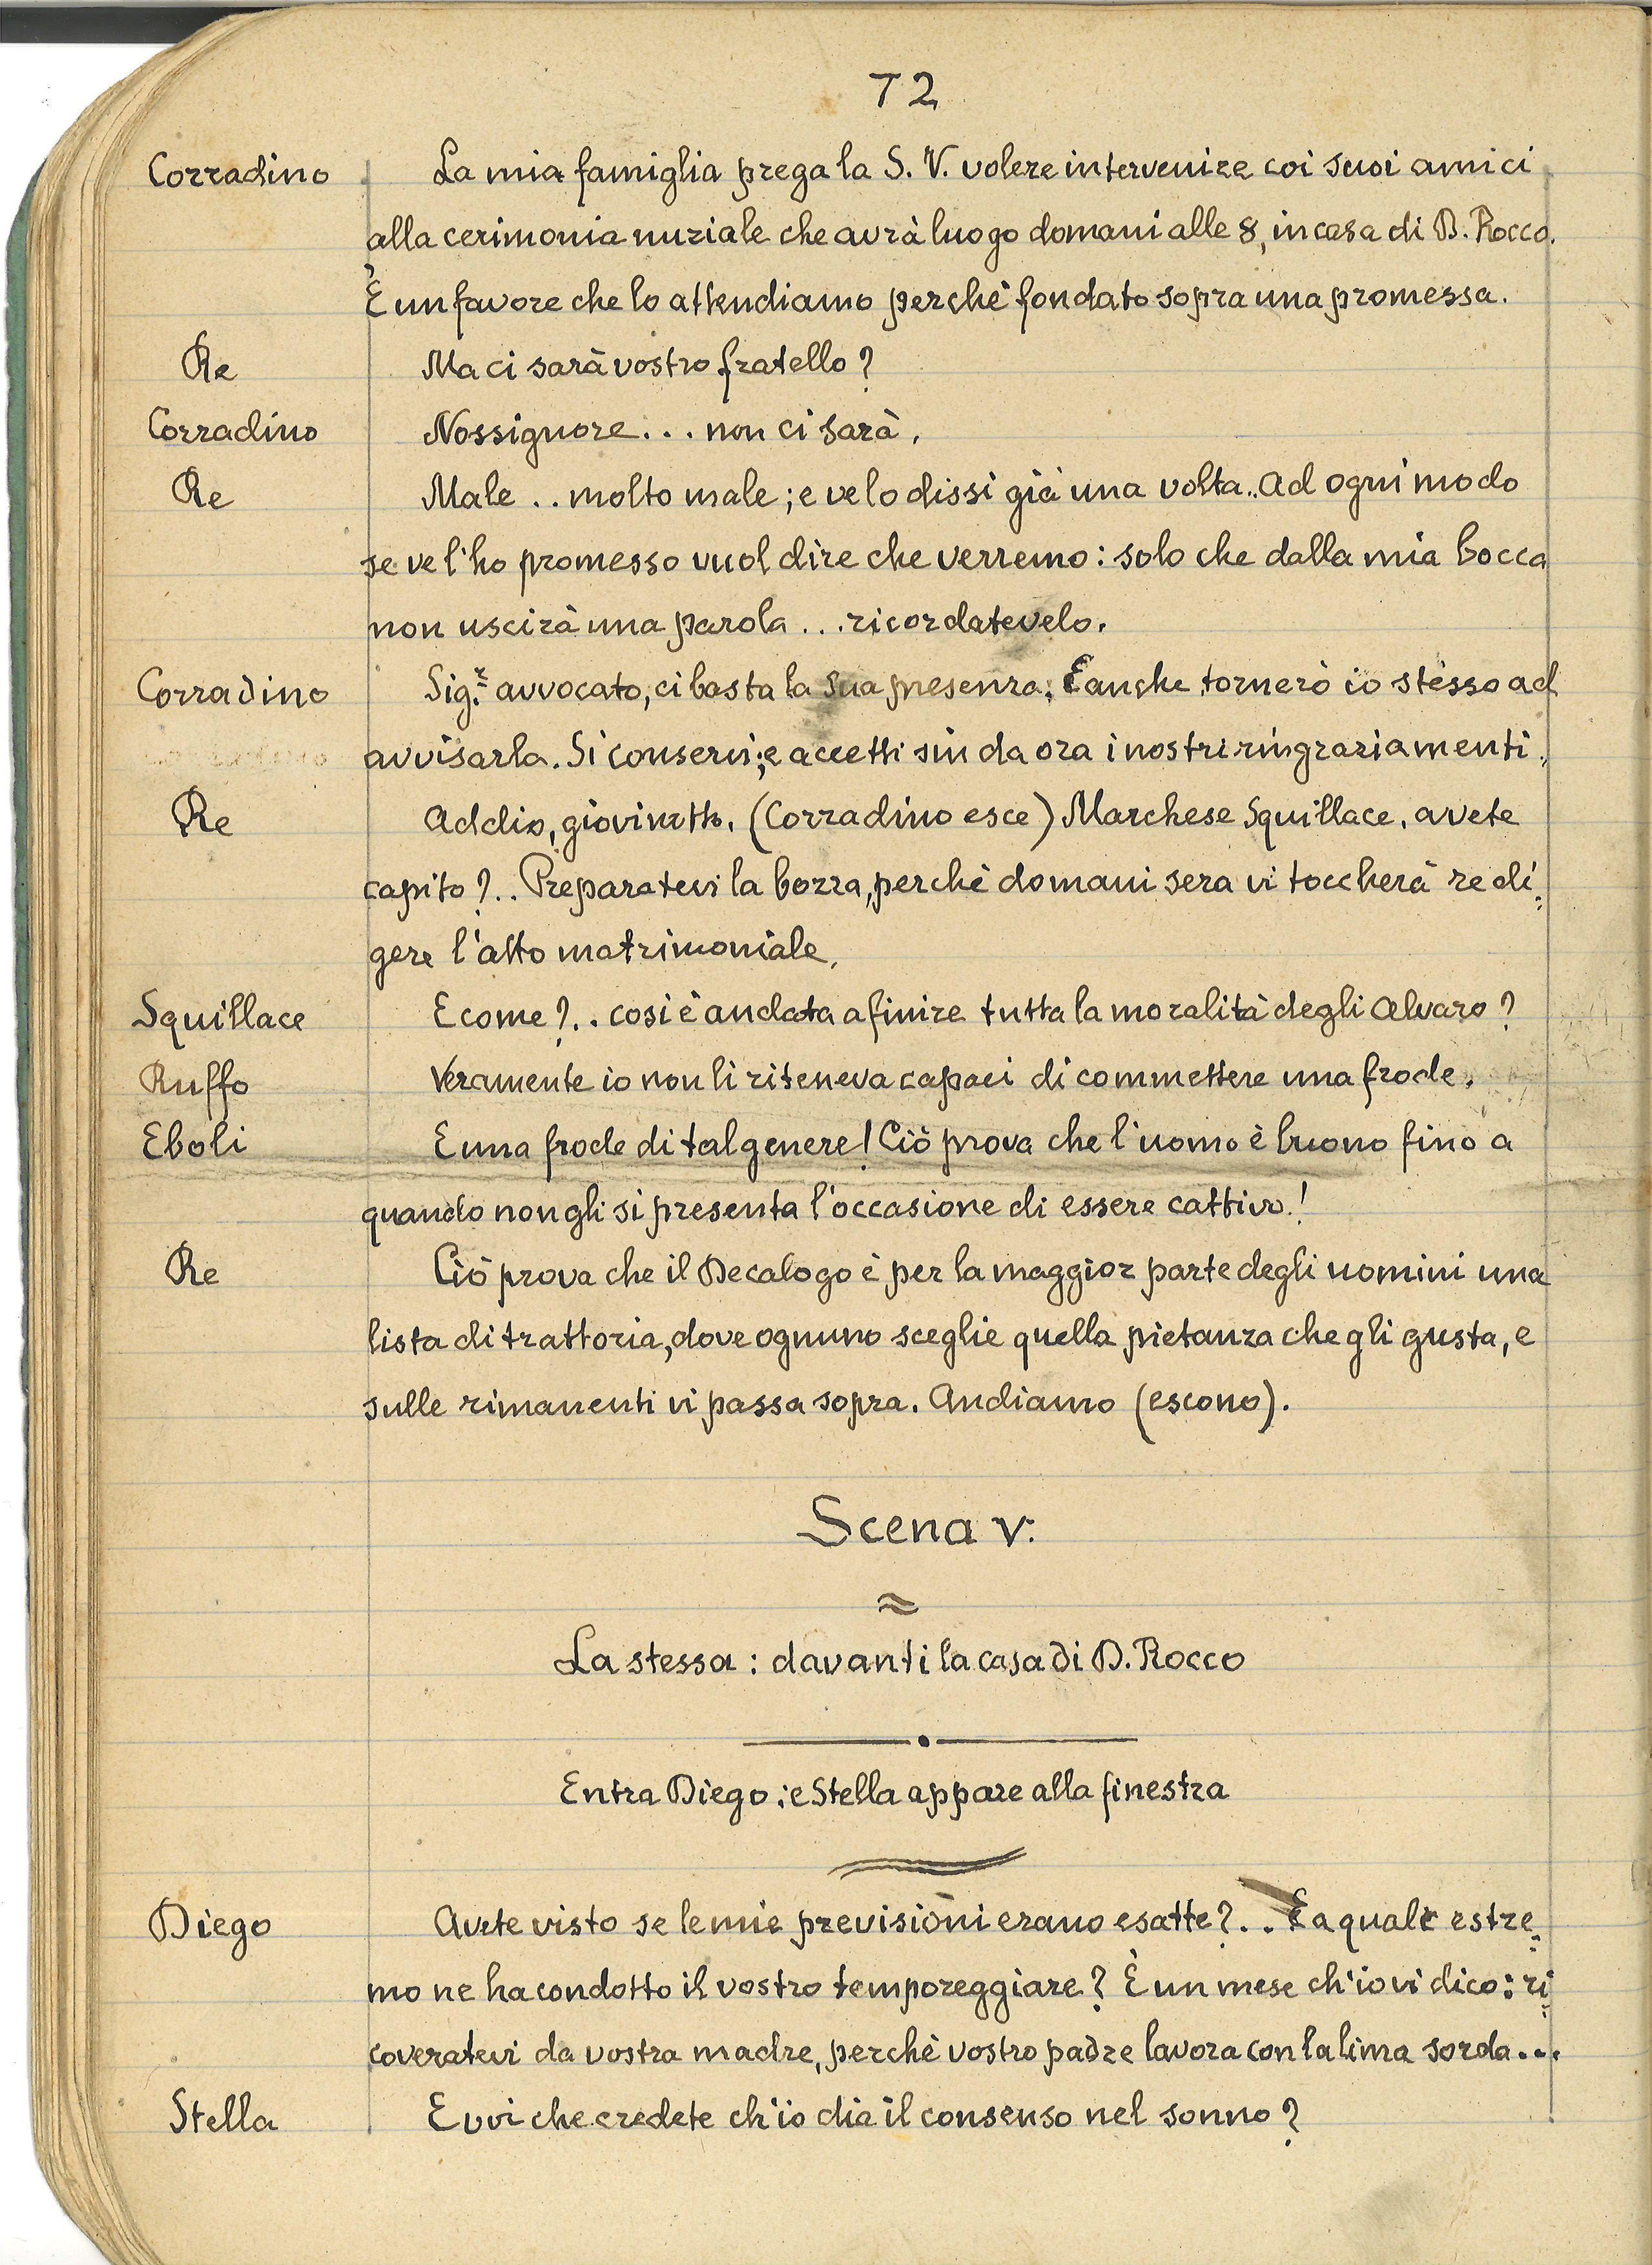 72
Corradino La mia famiglia prega la S. V. volere intervenire coi suoi amici
alla cerimonia nuziale che avrà luogo domani alle 8, in casa di D. Rocco.
È un favore che lo attendiamo perchè fondato sopra una promessa.
Re Ma ci sarà vostro fratello?
Corradino Nossignore... non ci sarà.
Re Male.. molto male; e ve lo dissi già una volta.. Ad ogni modo
se ve l'ho promesso vuol dire che verremo: solo che dalla mia bocca
non uscirà una parola... ricordatevelo.
Corradino Sig.r avvocato, ci basta la sua presenza. E anche tornerò io stesso ad
avvisarla. Si conservi; e accetti sin da ora i nostri ringraziamenti.
Re Addio, giovinotto. (Corradino esce) Marchese Squillace, avete
capito?.. Preparatevi la bozza, perchè domani sera vi toccherà redi=
gere l'atto matrimoniale.
Squillace E come?.. così è andata a finire tutta la moralità degli Alvaro?
Ruffo Veramente io non li riteneva capaci di commettere una frode.
Eboli E una frode di tal genere! Ciò prova che l'uomo è buono fino a
quando non gli si presenta l'occasione di essere cattivo.!
Re Ciò prova che il Decalogo è per la maggior parte degli uomini una
lista di trattoria, dove ognuno sceglie quella pietanza che gli gusta, e
sulle rimanenti vi passa sopra. Andiamo (escono).
Scena V.
La stessa: davanti la casa di D. Rocco
Entra Diego; e Stella appare alla finestra
Diego Avete visto se le mie previsioni erano esatte?.. E a quale estre=
mo ne ha condotto il vostro temporeggiare? È un mese ch'io vi dico: ri=
coveratevi da vostra madre, perchè vostro padre lavora con la lima sorda...
Stella E voi che credete ch'io dia il consenso nel sonno?